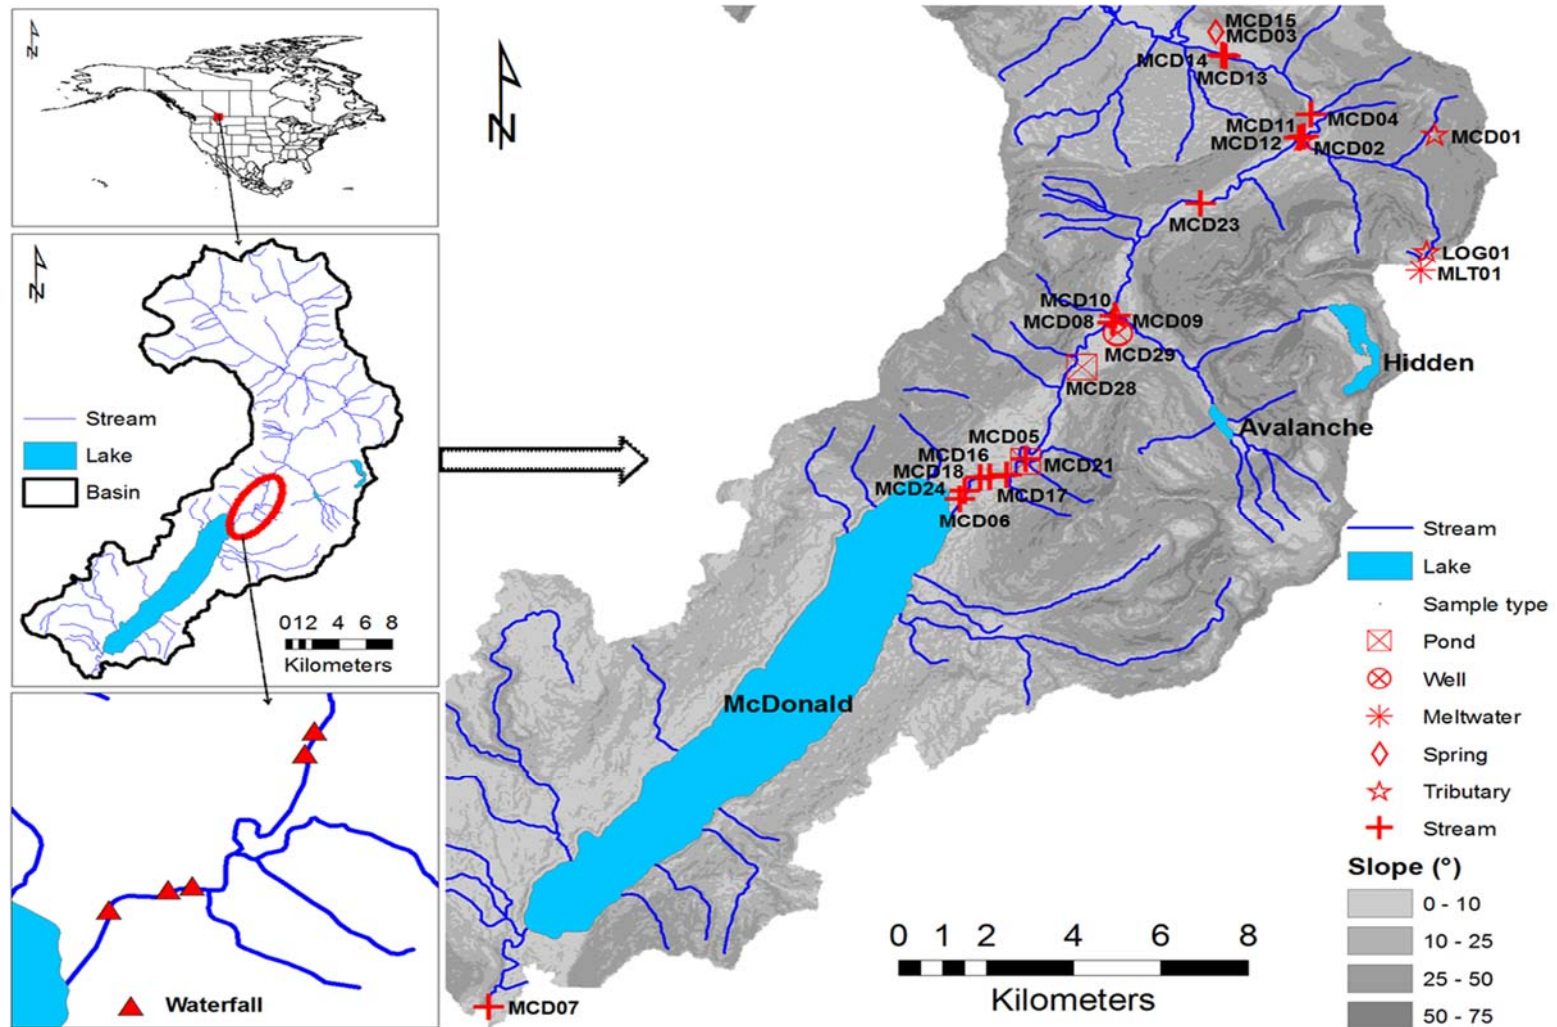 N
N
Stream
Lake
Basin
012 4 6 8
Kilometers
Waterfall
N
MCD15
MCD03
MCD14
MCD13
MCD11
MCD04
MCD12
MCD02
MCD01
MCD23
LOG01
MLT01
MCD10
MCD08
MCD09
MCD29
MCD28
Hidden
Avalanche
MCD05
MCD16
MCD18
MCD21
MCD24
MCD17
MCD06
McDonald
MCD07
0 1 2 4 6 8
Kilometers
Stream
Lake
Sample type
Pond
Well
Meltwater
Spring
Tributary
Stream
Slope (°)
0 - 10
10 - 25
25 - 50
50 - 75